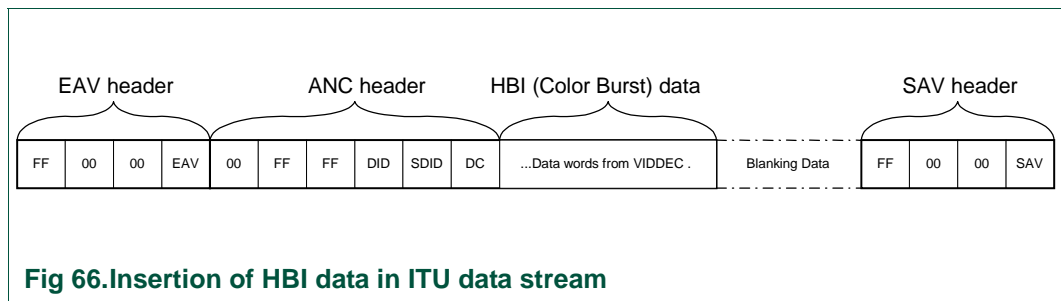 EAV header ANC header HBI (Color Burst) data SAV header
FF 00 00 EAV 00 FF FF DID SDID DC ...Data words from VIDDEC . Blanking Data FF 00 00 SAV
Fig 66.Insertion of HBI data in ITU data stream